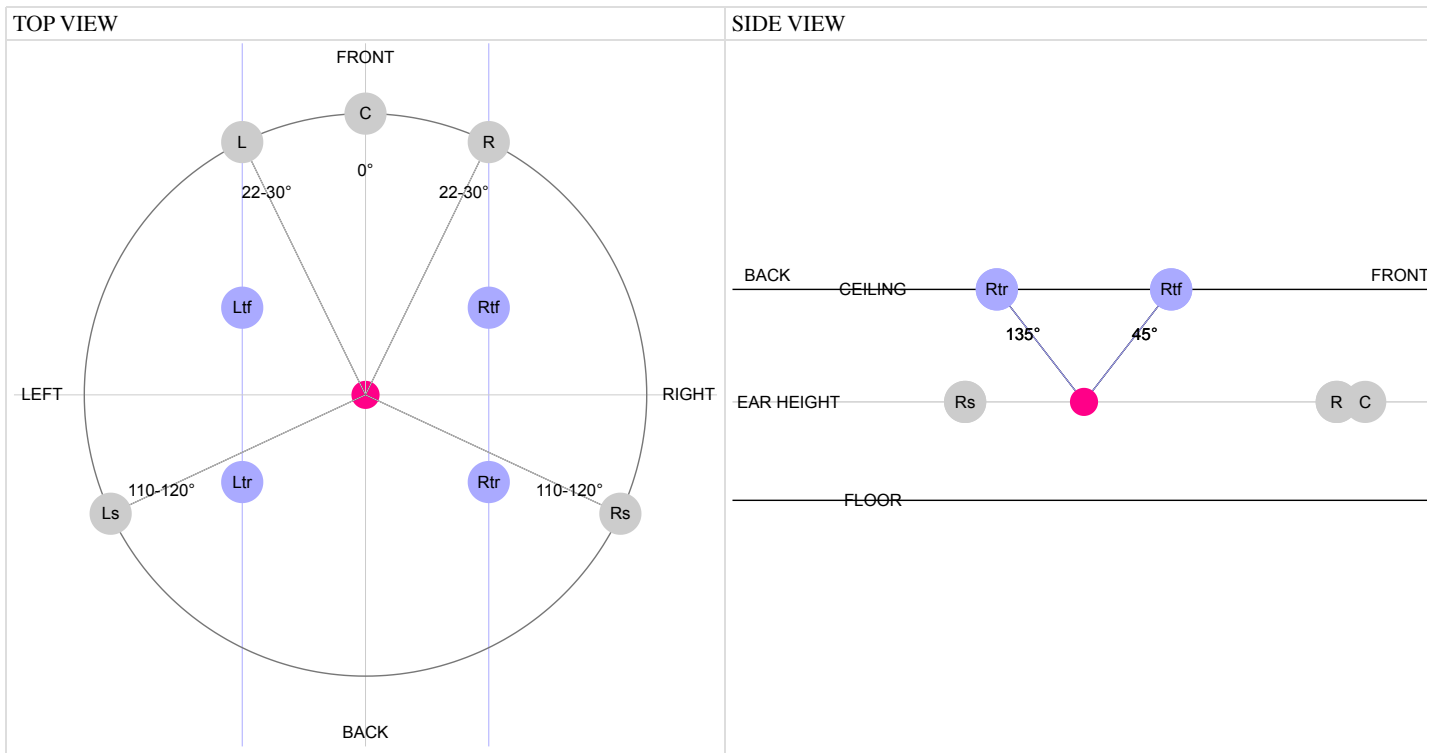 TOP VIEW
FRONT
C
L
R
0°
22-30°
22-30°
Ltf
Rtf
LEFT
RIGHT
Ltr
Rtr
110-120°
110-120°
Ls
Rs
BACK
SIDE VIEW
BACK
CEILING
Rtr
Rtf
FRONT
135°
45°
EAR HEIGHT
Rs
R
C
FLOOR